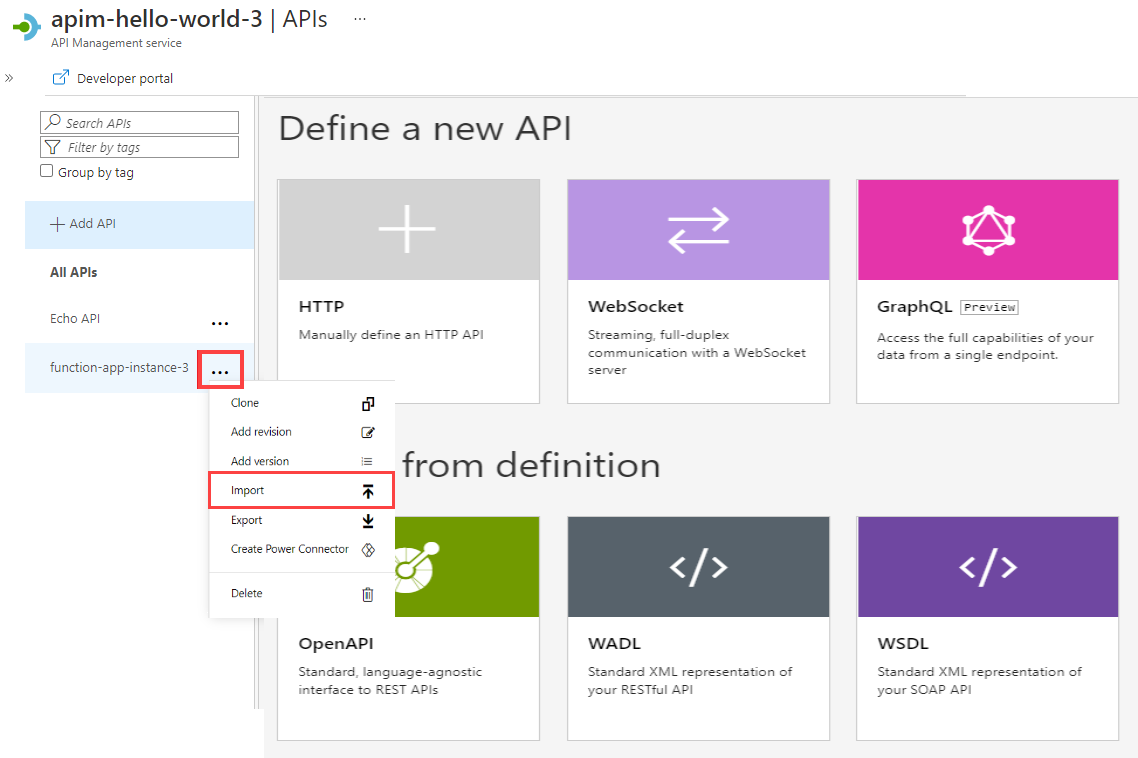 apim-hello-world-3 | APIs ...
API Management service
» Developer portal
Search APIs
Filter by tags
Group by tag
+ Add API
All APIs
Echo API ...
function-app-instance-3 ...
Clone
Add revision
Add version
Import
Export
Create Power Connector
Delete
Define a new API
HTTP
Manually define an HTTP API
WebSocket
Streaming, full-duplex
communication with a WebSocket
server
GraphQL Preview
Access the full capabilities of your
data from a single endpoint.
from definition
OpenAPI
Standard, language-agnostic
interface to REST APIs
</> 
WADL
Standard XML representation of
your RESTful API
</>
WSDL
Standard XML representation of
your SOAP API